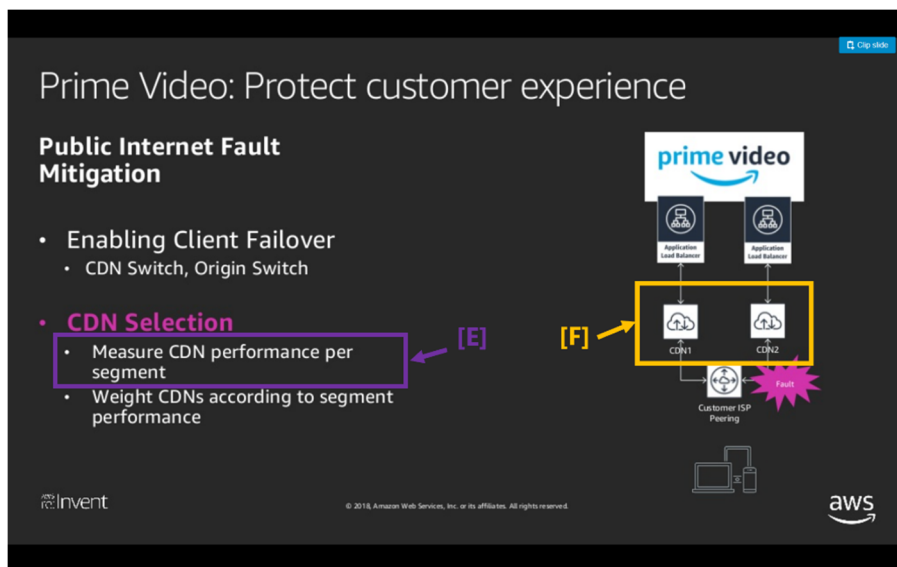 Clip slide
Prime Video: Protect customer experience
Public Internet Fault
Mitigation
• Enabling Client Failover
• CDN Switch, Origin Switch
• CDN Selection
• Measure CDN performance per
segment
• Weight CDNs according to segment
performance
[E]
[F]
prime video
Application
Load Balancer
Application
Load Balancer
CDN1
CDN2
Fault
Customer ISP
Peering
AWS re:Invent
© 2018, Amazon Web Services, Inc. or its affiliates. All rights reserved.
aws